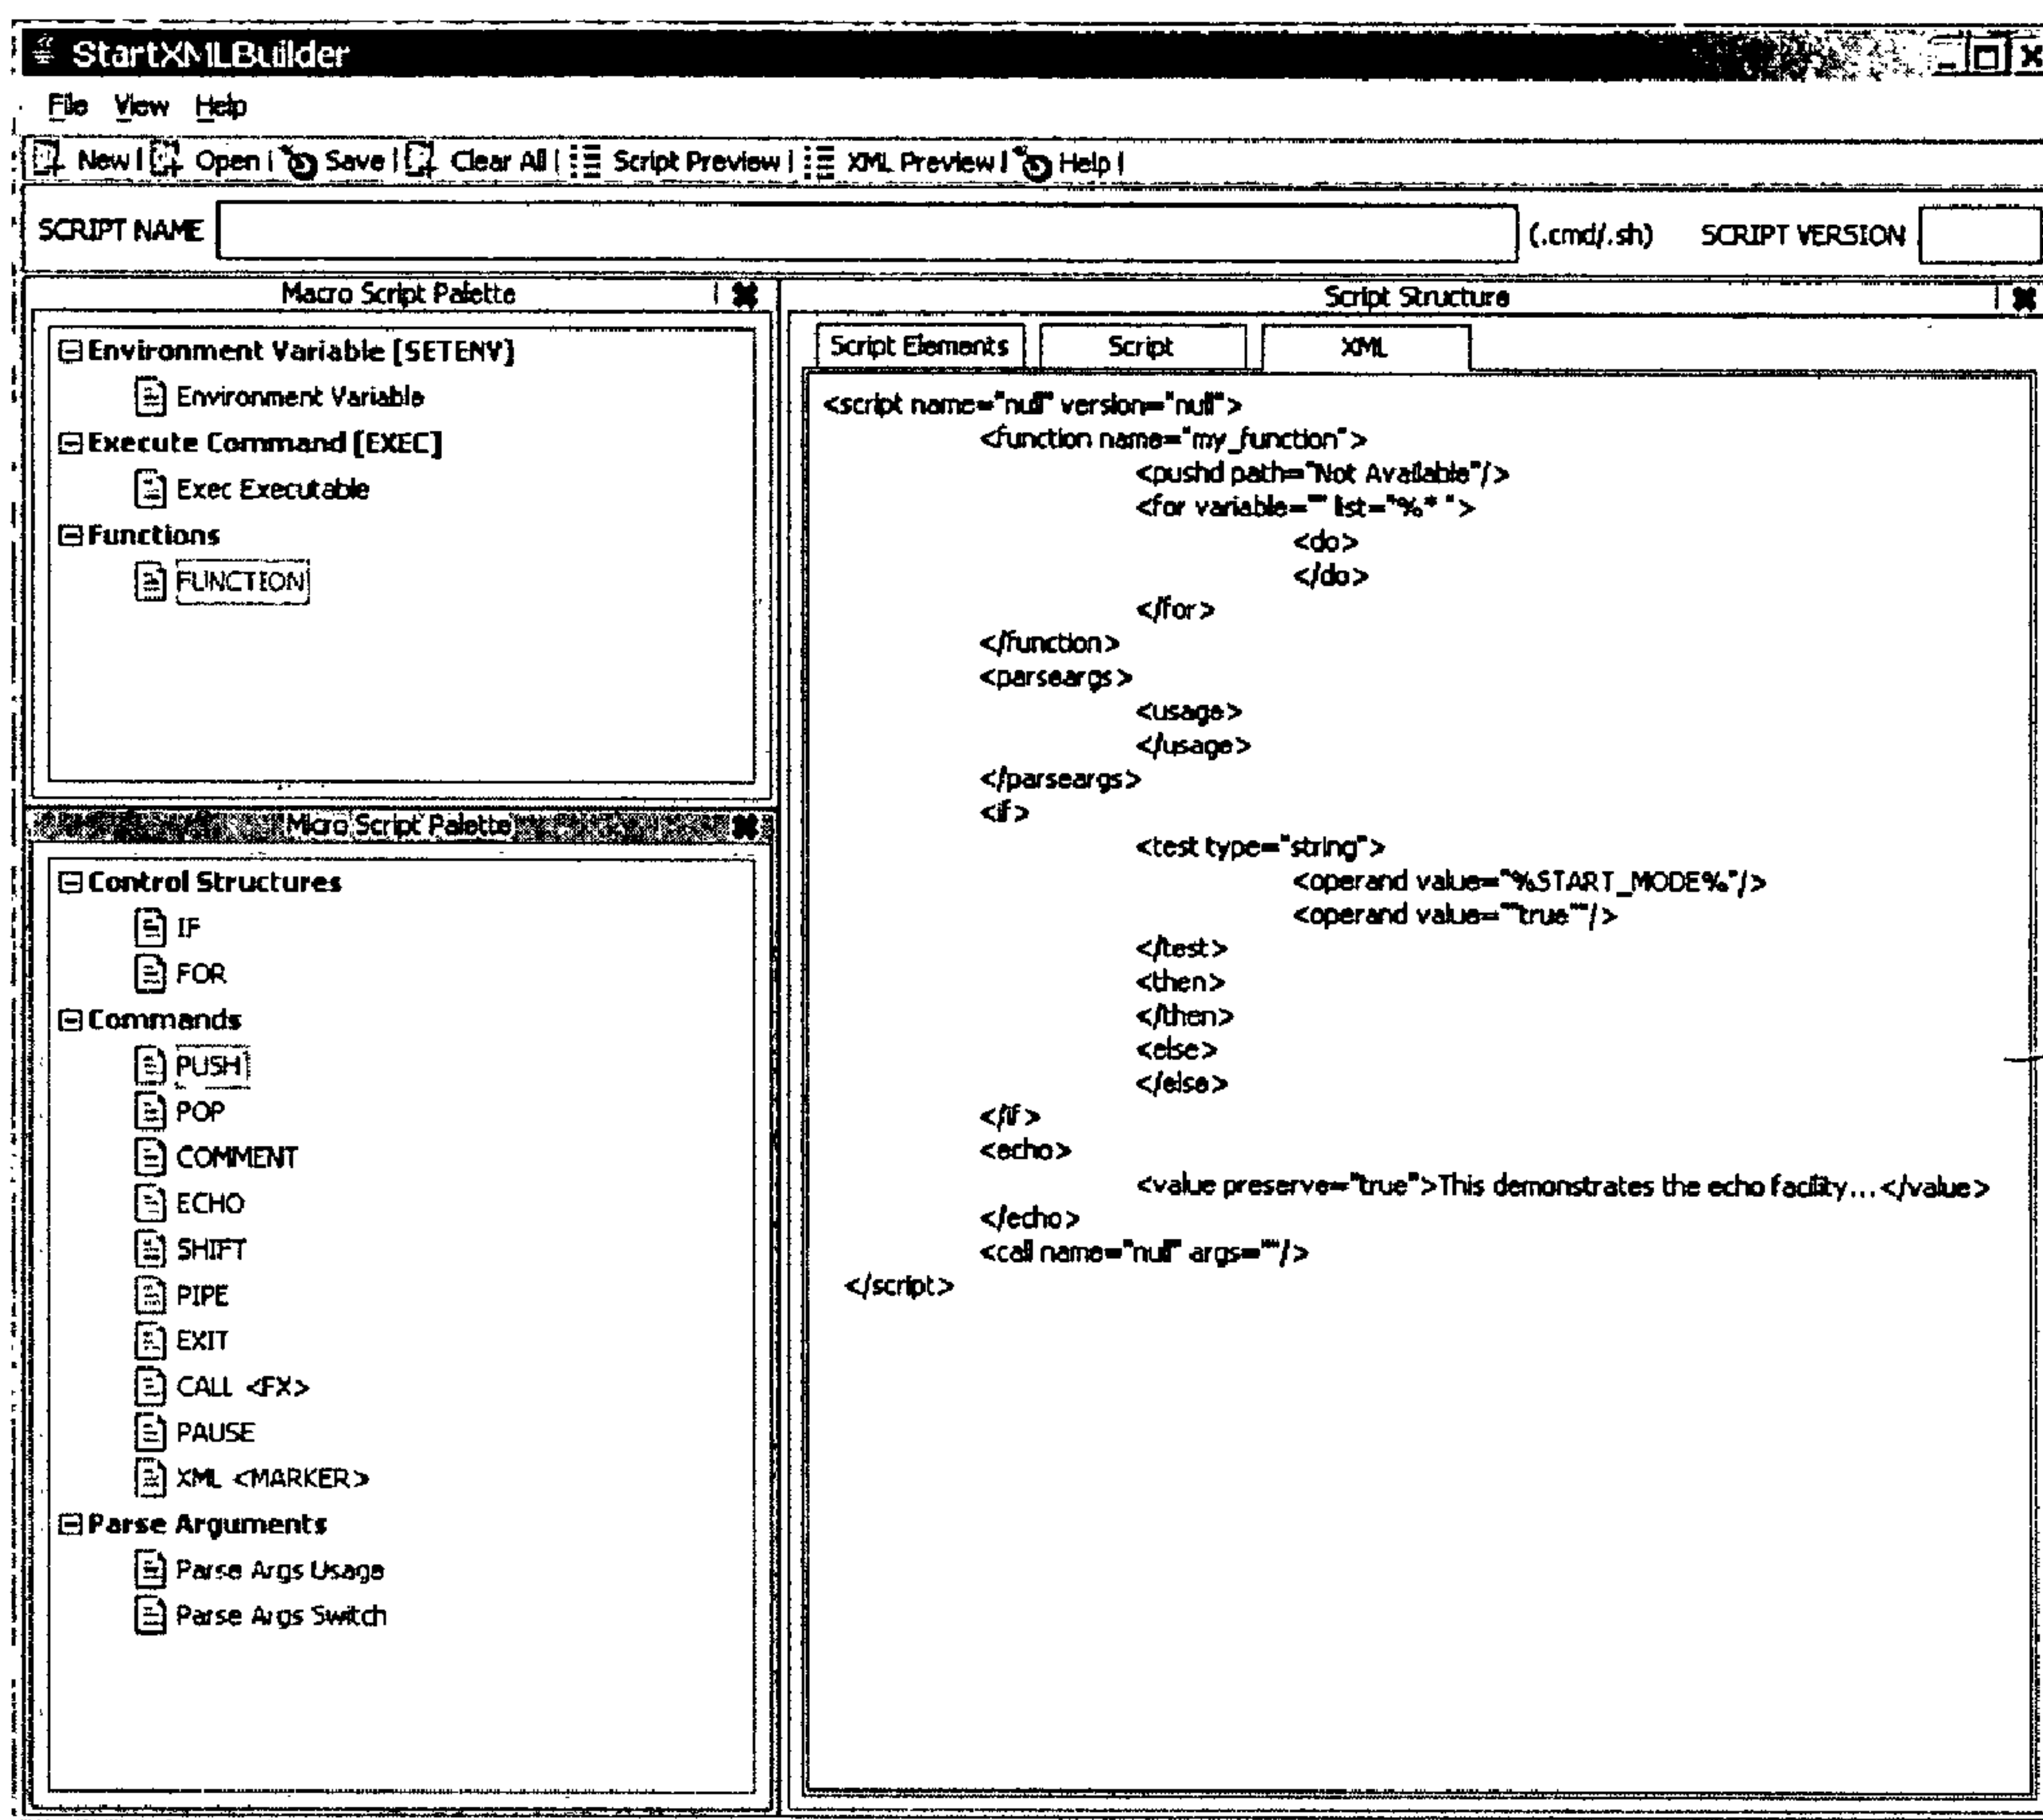 StartXMLBuilder
File View Help
New | Open | Save | Clear All | Script Preview | XML Preview | Help |
SCRIPT NAME (.cmd/.sh) SCRIPT VERSION
Macro Script Palette
Environment Variable [SETENV]
Environment Variable
Execute Command [EXEC]
Exec Executable
Functions
FUNCTION
Micro Script Palette
Control Structures
IF
FOR
Commands
PUSH
POP
COMMENT
ECHO
SHIFT
PIPE
EXIT
CALL <FX>
PAUSE
XML <MARKER>
Parse Arguments
Parse Args Usage
Parse Args Switch
Script Structure
Script Elements Script XML
<script name="null" version="null">
<function name="my_function">
<pushd path="Not Available"/>
<for variable="" list="%* ">
<do>
</do>
</for>
</function>
<parseargs>
<usage>
</usage>
</parseargs>
<if>
<test type="string">
<operand value="%START_MODE%"/>
<operand value=""true""/>
</test>
<then>
</then>
<else>
</else>
</if>
<echo>
<value preserve="true">This demonstrates the echo facility...</value>
</echo>
<call name="null" args=""/>
</script>